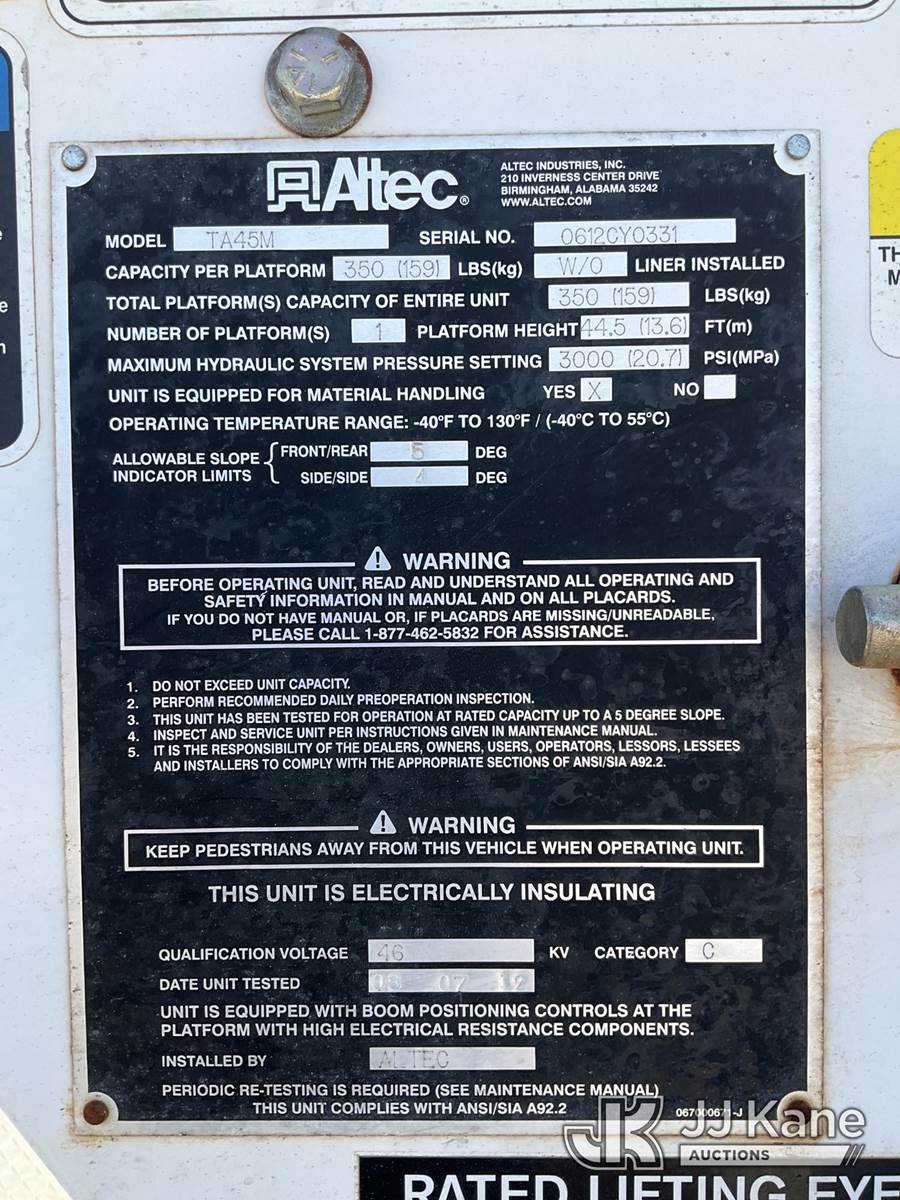 Altec®
ALTEC INDUSTRIES, INC.
210 INVERNESS CENTER DRIVE
BIRMINGHAM, ALABAMA 35242
WWW.ALTEC.COM
MODEL TA45M SERIAL NO. 0612CY0331
CAPACITY PER PLATFORM 350 (159) LBS(kg) W/O LINER INSTALLED
TOTAL PLATFORM(S) CAPACITY OF ENTIRE UNIT 350 (159) LBS(kg)
NUMBER OF PLATFORM(S) 1 PLATFORM HEIGHT 44.5 (13.6) FT(m)
MAXIMUM HYDRAULIC SYSTEM PRESSURE SETTING 3000 (20.7) PSI(MPa)
UNIT IS EQUIPPED FOR MATERIAL HANDLING YES X NO
OPERATING TEMPERATURE RANGE: -40°F TO 130°F / (-40°C TO 55°C)
ALLOWABLE SLOPE INDICATOR LIMITS
FRONT/REAR 5 DEG
SIDE/SIDE 4 DEG
WARNING
BEFORE OPERATING UNIT, READ AND UNDERSTAND ALL OPERATING AND
SAFETY INFORMATION IN MANUAL AND ON ALL PLACARDS.
IF YOU DO NOT HAVE MANUAL OR, IF PLACARDS ARE MISSING/UNREADABLE,
PLEASE CALL 1-877-462-5832 FOR ASSISTANCE.
1. DO NOT EXCEED UNIT CAPACITY.
2. PERFORM RECOMMENDED DAILY PREOPERATION INSPECTION.
3. THIS UNIT HAS BEEN TESTED FOR OPERATION AT RATED CAPACITY UP TO A 5 DEGREE SLOPE.
4. INSPECT AND SERVICE UNIT PER INSTRUCTIONS GIVEN IN MAINTENANCE MANUAL.
5. IT IS THE RESPONSIBILITY OF THE DEALERS, OWNERS, USERS, OPERATORS, LESSORS, LESSEES
AND INSTALLERS TO COMPLY WITH THE APPROPRIATE SECTIONS OF ANSI/SIA A92.2.
WARNING
KEEP PEDESTRIANS AWAY FROM THIS VEHICLE WHEN OPERATING UNIT.
THIS UNIT IS ELECTRICALLY INSULATING
QUALIFICATION VOLTAGE 46 KV CATEGORY C
DATE UNIT TESTED 08 07 12
UNIT IS EQUIPPED WITH BOOM POSITIONING CONTROLS AT THE
PLATFORM WITH HIGH ELECTRICAL RESISTANCE COMPONENTS.
INSTALLED BY ALTEC
PERIODIC RE-TESTING IS REQUIRED (SEE MAINTENANCE MANUAL)
THIS UNIT COMPLIES WITH ANSI/SIA A92.2
067000671-J
JK JJ Kane
AUCTIONS
RATED LIFTING EYE